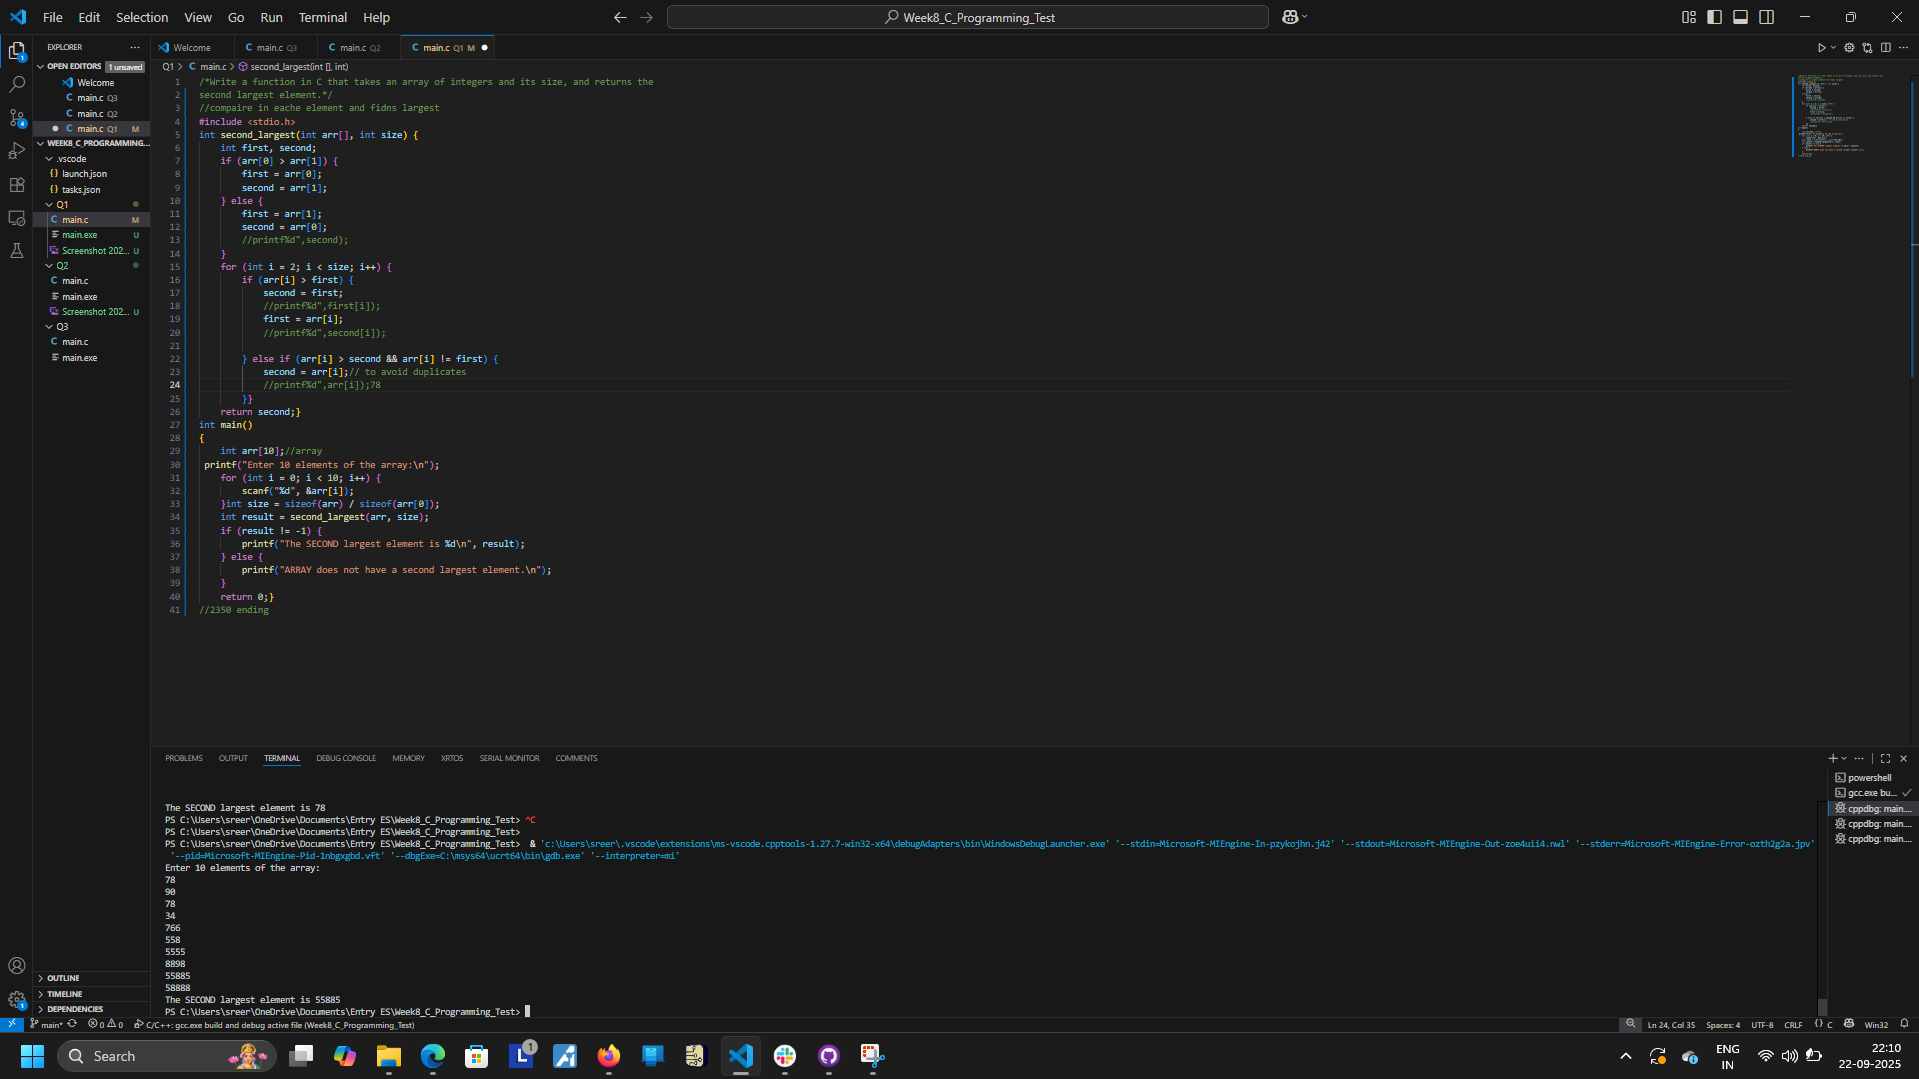 File Edit Selection View Go Run Terminal Help
Week8_C_Programming_Test
EXPLORER
OPEN EDITORS 1 unsaved
Welcome
main.c Q3
main.c Q2
main.c Q1 M
WEEK8_C_PROGRAMMING...
.vscode
launch.json
tasks.json
Q1
main.c M
main.exe U
Screenshot 202... U
Q2
main.c
main.exe
Screenshot 202... U
Q3
main.c
main.exe
OUTLINE
TIMELINE
DEPENDENCIES
Welcome main.c Q3 main.c Q2 main.c Q1 M
Q1 > C main.c > second_largest(int [], int)
1 /*Write a function in C that takes an array of integers and its size, and returns the
2 second largest element.*/
3 //compaire in eache element and fidns largest
4 #include <stdio.h>
5 int second_largest(int arr[], int size) {
6 int first, second;
7 if (arr[0] > arr[1]) {
8 first = arr[0];
9 second = arr[1];
10 } else {
11 first = arr[1];
12 second = arr[0];
13 //printf%d",second);
14 }
15 for (int i = 2; i < size; i++) {
16 if (arr[i] > first) {
17 second = first;
18 //printf%d",first[i]);
19 first = arr[i];
20 //printf%d",second[i]);
21
22 } else if (arr[i] > second && arr[i] != first) {
23 second = arr[i];// to avoid duplicates
24 //printf%d",arr[i]);78
25 }}
26 return second;}
27 int main()
28 {
29 int arr[10];//array
30 printf("Enter 10 elements of the array:\n");
31 for (int i = 0; i < 10; i++) {
32 scanf("%d", &arr[i]);
33 }int size = sizeof(arr) / sizeof(arr[0]);
34 int result = second_largest(arr, size);
35 if (result != -1) {
36 printf("The SECOND largest element is %d\n", result);
37 } else {
38 printf("ARRAY does not have a second largest element.\n");
39 }
40 return 0;}
41 //2350 ending
PROBLEMS OUTPUT TERMINAL DEBUG CONSOLE MEMORY XRTOS SERIAL MONITOR COMMENTS
The SECOND largest element is 78
PS C:\Users\sreer\OneDrive\Documents\Entry ES\Week8_C_Programming_Test> ^C
PS C:\Users\sreer\OneDrive\Documents\Entry ES\Week8_C_Programming_Test>
PS C:\Users\sreer\OneDrive\Documents\Entry ES\Week8_C_Programming_Test> & 'c:\Users\sreer\.vscode\extensions\ms-vscode.cpptools-1.27.7-win32-x64\debugAdapters\bin\WindowsDebugLauncher.exe' '--stdin=Microsoft-MIEngine-In-pzykojhn.j42' '--stdout=Microsoft-MIEngine-Out-zoe4uii4.nwl' '--stderr=Microsoft-MIEngine-Error-ozth2g2a.jpv'
'--pid=Microsoft-MIEngine-Pid-1nbgxgbd.vft' '--dbgExe=C:\msys64\ucrt64\bin\gdb.exe' '--interpreter=mi'
Enter 10 elements of the array:
78
90
78
34
766
558
5555
8898
55885
58888
The SECOND largest element is 55885
PS C:\Users\sreer\OneDrive\Documents\Entry ES\Week8_C_Programming_Test>
powershell
gcc.exe bu...
cppdbg: main....
cppdbg: main....
cppdbg: main....
main* 0 0 C/C++: gcc.exe build and debug active file (Week8_C_Programming_Test)
Ln 24, Col 35 Spaces: 4 UTF-8 CRLF {} C Win32
Search
ENG
IN
22:10
22-09-2025